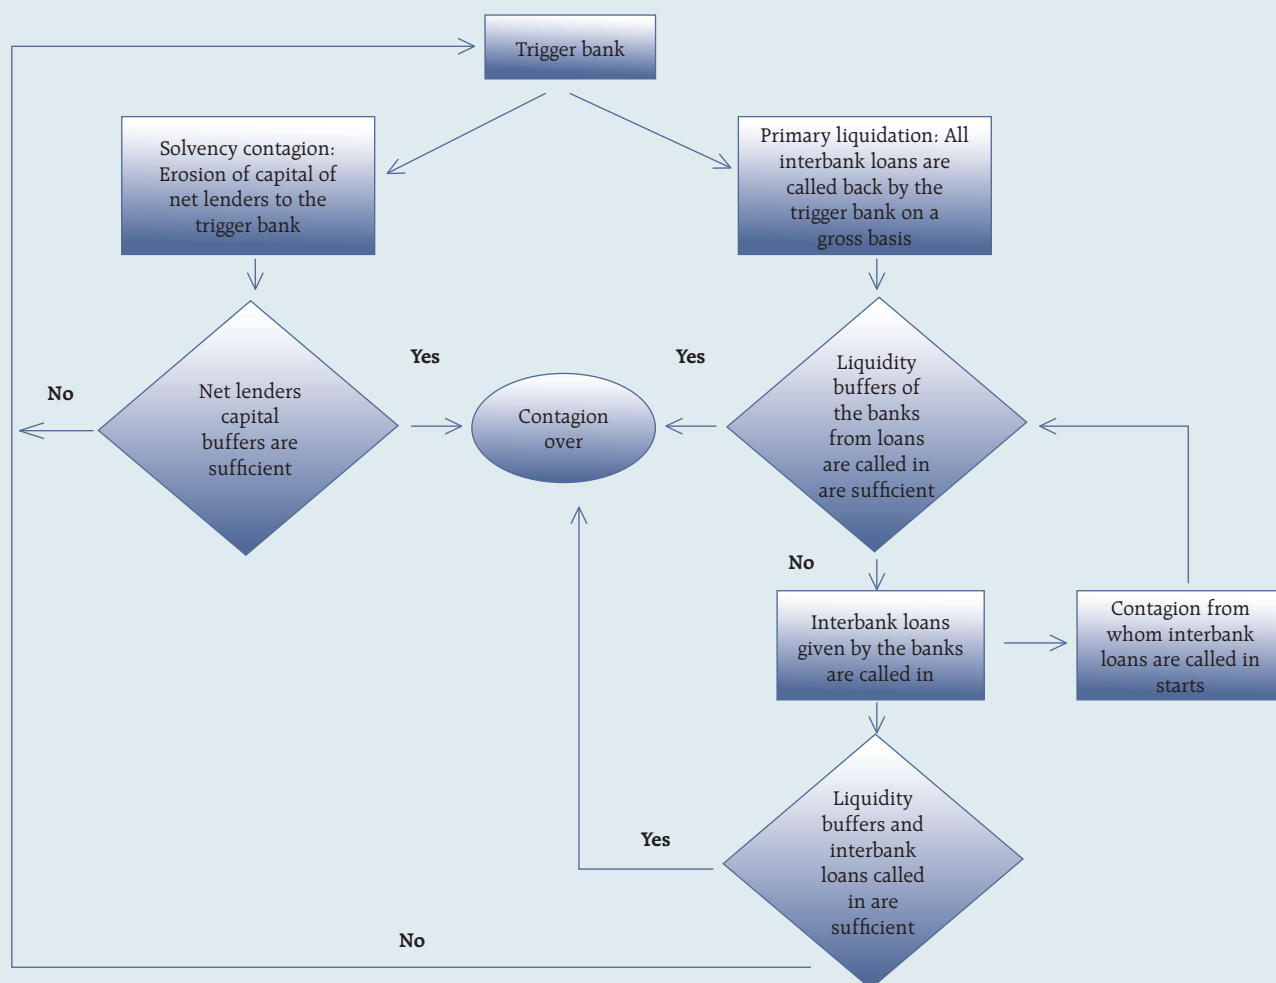 Trigger bank
Solvency contagion:
Erosion of capital of
net lenders to the
trigger bank
Primary liquidation: All
interbank loans are
called back by the
trigger bank on a
gross basis
No
Net lenders
capital
buffers are
sufficient
Yes
Contagion
over
Yes
Liquidity
buffers of
the banks
from loans
are called in
are sufficient
No
Interbank loans
given by the banks
are called in
Contagion from
whom interbank
loans are called in
starts
Liquidity
buffers and
interbank
loans called
in are
sufficient
Yes
No